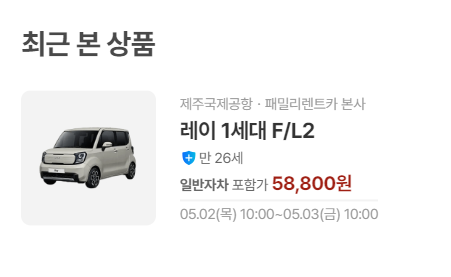 최근 본 상품
제주국제공항 · 패밀리렌트카 본사
레이 1세대 F/L2
만 26세
일반자차 포함가 58,800원
05.02(목) 10:00~05.03(금) 10:00